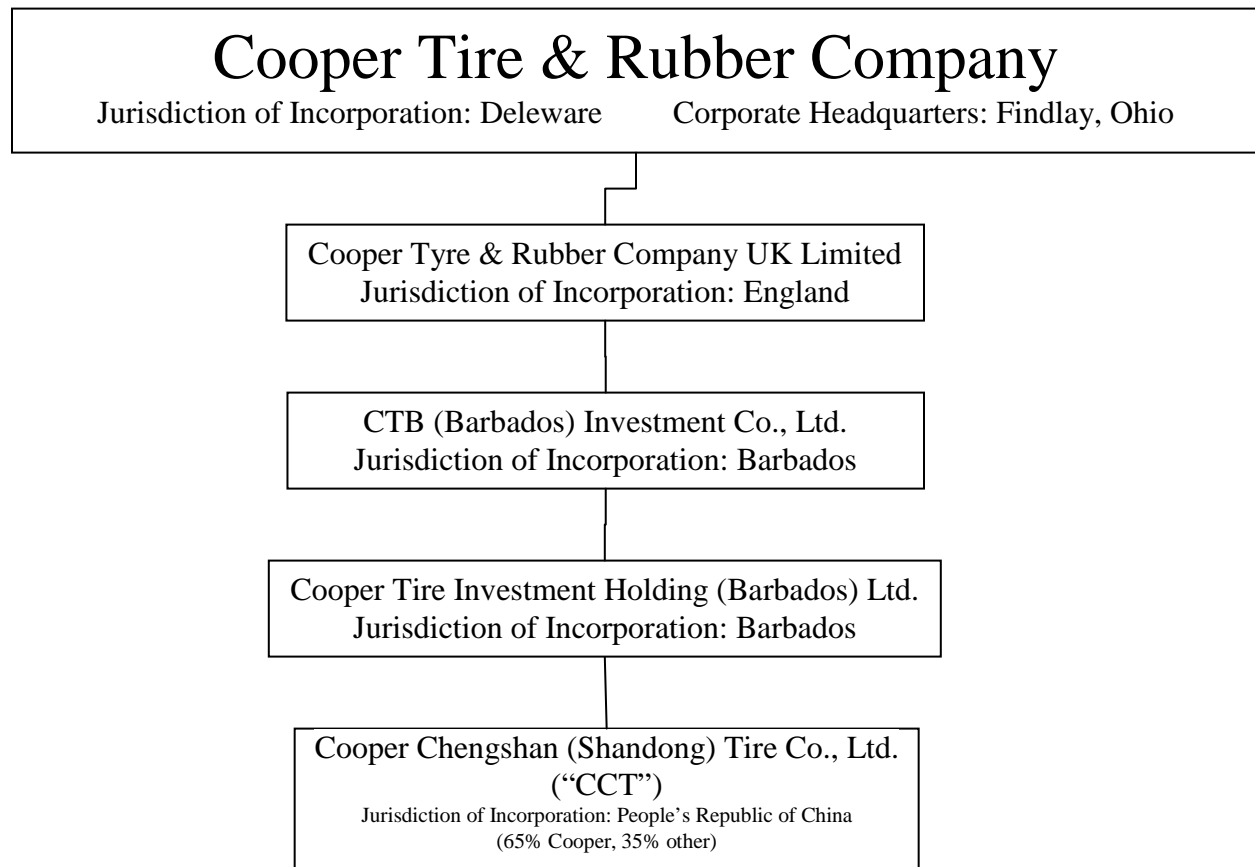 Cooper Tire & Rubber Company
Jurisdiction of Incorporation: Deleware Corporate Headquarters: Findlay, Ohio
Cooper Tyre & Rubber Company UK Limited
Jurisdiction of Incorporation: England
CTB (Barbados) Investment Co., Ltd.
Jurisdiction of Incorporation: Barbados
Cooper Tire Investment Holding (Barbados) Ltd.
Jurisdiction of Incorporation: Barbados
Cooper Chengshan (Shandong) Tire Co., Ltd.
(“CCT”)
Jurisdiction of Incorporation: People’s Republic of China
(65% Cooper, 35% other)